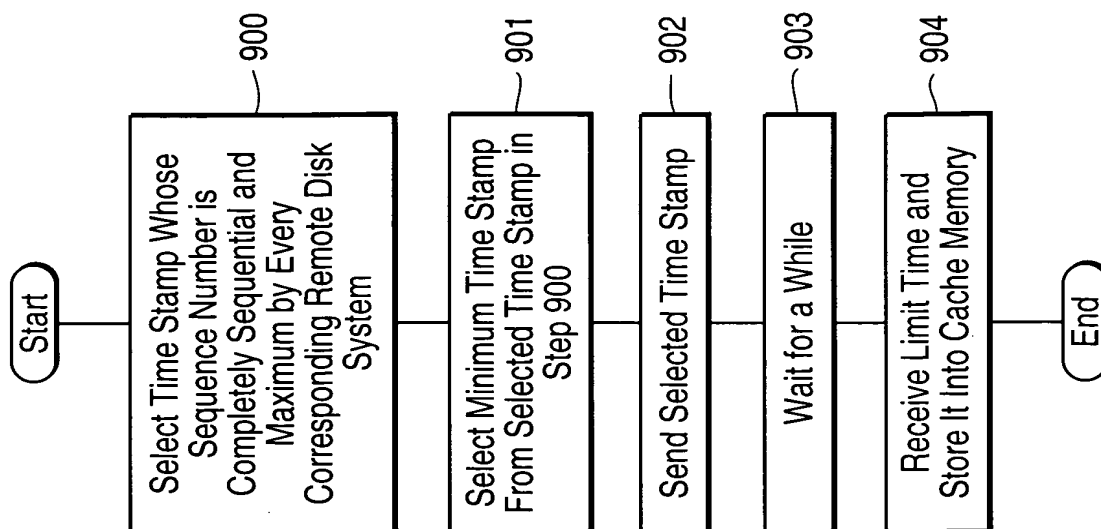 Start
Select Time Stamp Whose
Sequence Number is
Completely Sequential and
Maximum by Every
Corresponding Remote Disk
System
900
Select Minimum Time Stamp
From Selected Time Stamp in
Step 900
901
Send Selected Time Stamp
902
Wait for a While
903
Receive Limit Time and
Store It Into Cache Memory
904
End